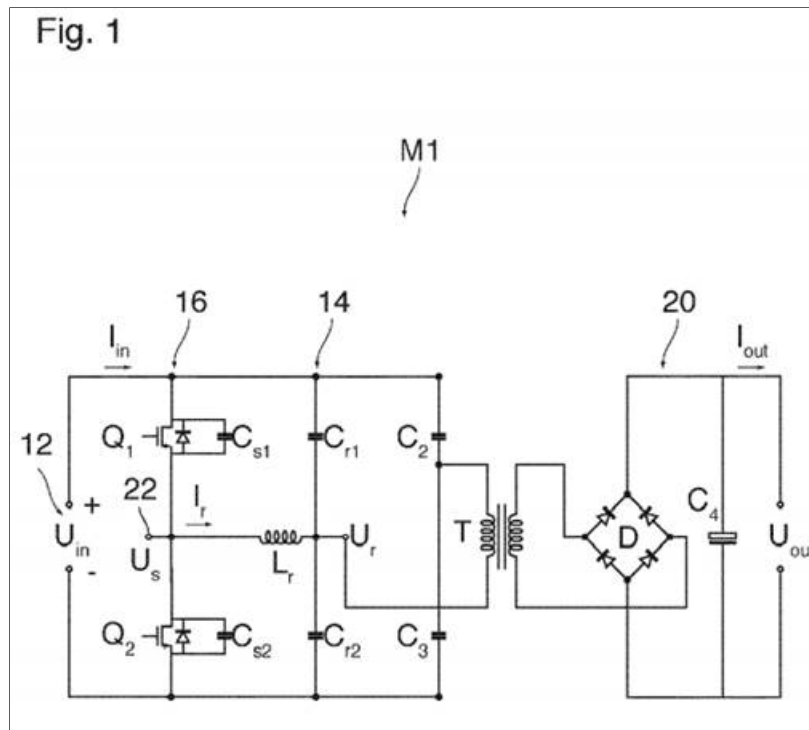 Fig. 1
M1
16
14
20
I_in
I_out
Q_1
C_s1
C_r1
C_2
12
+
22
I_r
U_in
U_s
L_r
U_r
T
D
C_4
U_ou
-
Q_2
C_s2
C_r2
C_3